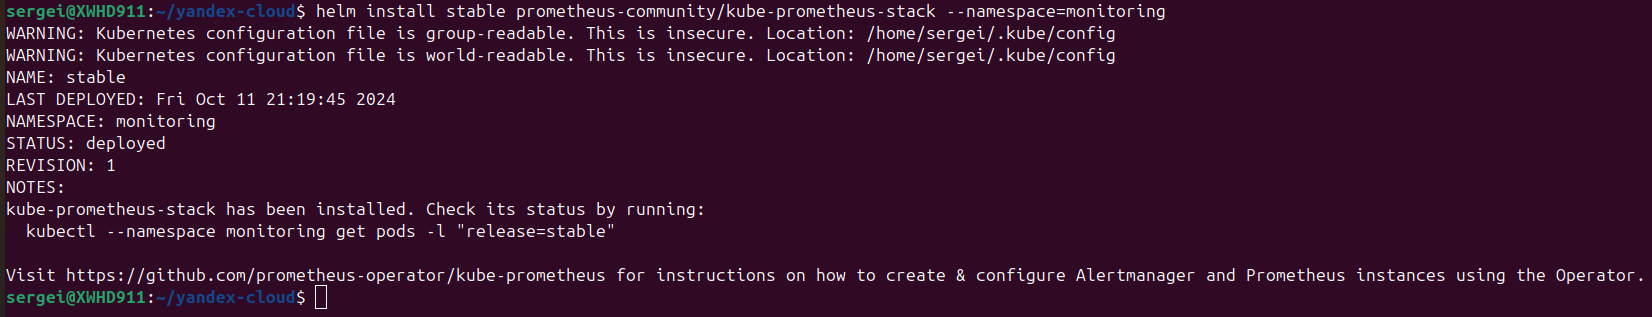 sergei@XWHD911:~/yandex-cloud$ helm install stable prometheus-community/kube-prometheus-stack --namespace=monitoring
WARNING: Kubernetes configuration file is group-readable. This is insecure. Location: /home/sergei/.kube/config
WARNING: Kubernetes configuration file is world-readable. This is insecure. Location: /home/sergei/.kube/config
NAME: stable
LAST DEPLOYED: Fri Oct 11 21:19:45 2024
NAMESPACE: monitoring
STATUS: deployed
REVISION: 1
NOTES:
kube-prometheus-stack has been installed. Check its status by running:
  kubectl --namespace monitoring get pods -l "release=stable"

Visit https://github.com/prometheus-operator/kube-prometheus for instructions on how to create & configure Alertmanager and Prometheus instances using the Operator.
sergei@XWHD911:~/yandex-cloud$